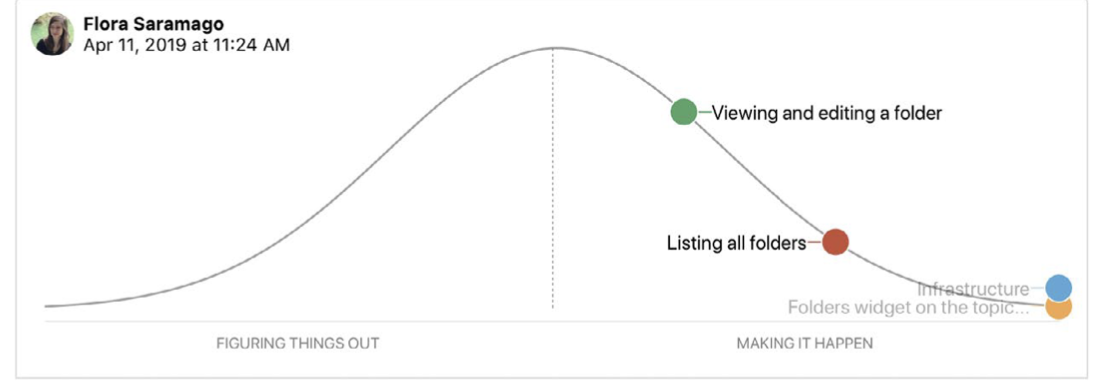 Flora Saramago
Apr 11, 2019 at 11:24 AM
Viewing and editing a folder
Listing all folders
Infrastructure
Folders widget on the topic...
FIGURING THINGS OUT
MAKING IT HAPPEN